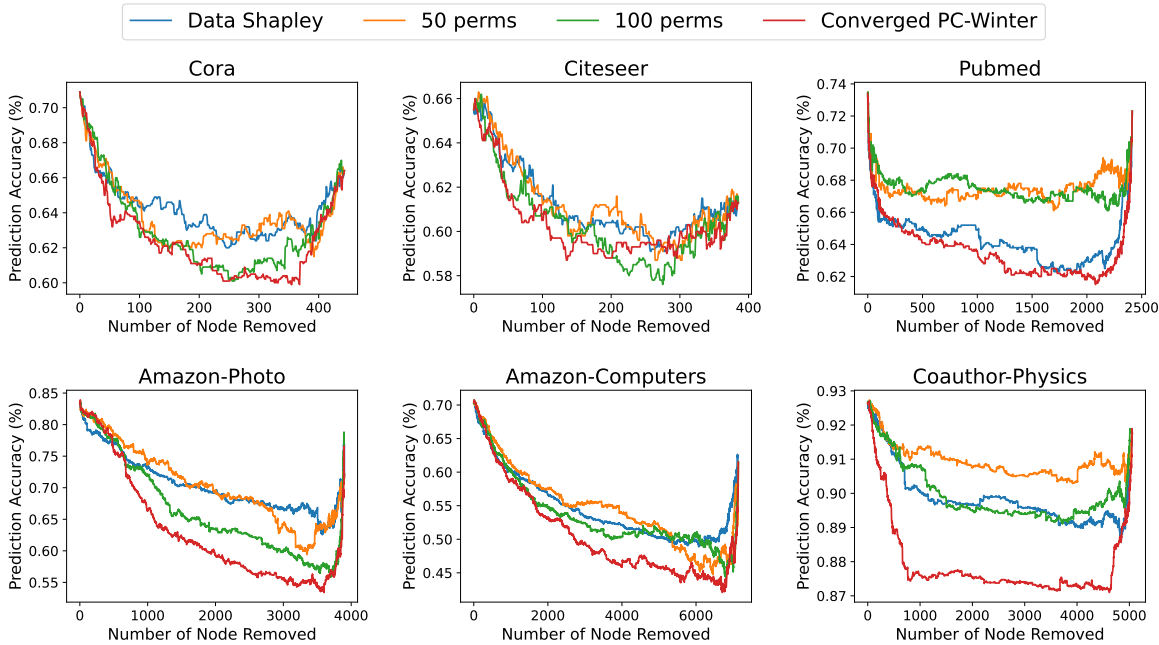 Data Shapley 50 perms 100 perms Converged PC-Winter
Cora
Prediction Accuracy (%)
0.70
0.68
0.66
0.64
0.62
0.60
0 100 200 300 400
Number of Node Removed
Citeseer
Prediction Accuracy (%)
0.66
0.64
0.62
0.60
0.58
0 100 200 300 400
Number of Node Removed
Pubmed
Prediction Accuracy (%)
0.74
0.72
0.70
0.68
0.66
0.64
0.62
0 500 1000 1500 2000 2500
Number of Node Removed
Amazon-Photo
Prediction Accuracy (%)
0.85
0.80
0.75
0.70
0.65
0.60
0.55
0 1000 2000 3000 4000
Number of Node Removed
Amazon-Computers
Prediction Accuracy (%)
0.70
0.65
0.60
0.55
0.50
0.45
0 2000 4000 6000
Number of Node Removed
Coauthor-Physics
Prediction Accuracy (%)
0.93
0.92
0.91
0.90
0.89
0.88
0.87
0 1000 2000 3000 4000 5000
Number of Node Removed